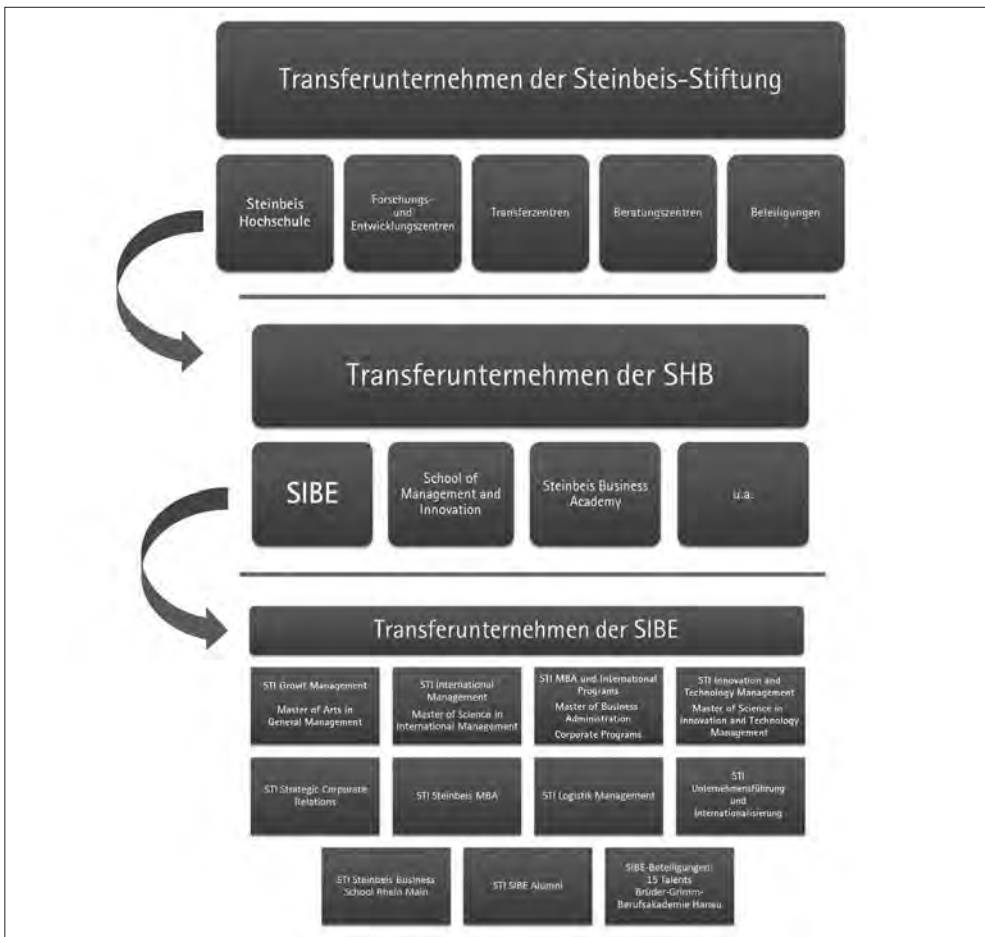 Transferunternehmen der Steinbeis-Stiftung
Steinbeis
Hochschule
Forschungs-
und
Entwicklungszentren
Transferzentren
Beratungszentren
Beteiligungen
Transferunternehmen der SHB
SIBE
School of
Management and
Innovation
Steinbeis Business
Academy
u.a.
Transferunternehmen der SIBE
STI Growt Management
Master of Arts in
General Management
STI International
Management
Master of Science in
International Management
STI MBA und International
Programs
Master of Business
Administration
Corporate Programs
STI Innovation and
Technology Management
Master of Science in
Innovation and Technology
Management
STI Strategic Corporate
Relations
STI Steinbeis MBA
STI Logistik Management
STI
Unternehmensführung
und
Internationalisierung
STI Steinbeis Business
School Rhein Main
STI SIBE Alumni
SIBE-Beteiligungen:
15 Talents
Brüder-Grimm-
Berufsakademie Hanau